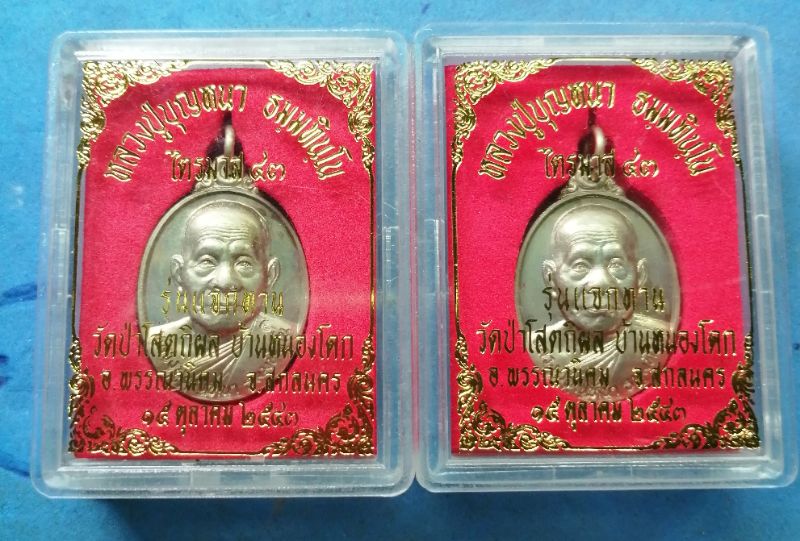 หลวงปู่บุญหนา ธมฺมทินฺโน
ไตรมาส ๔๓
รุ่นแจกทาน
วัดป่าโสตถิผล บ้านหนองโดก
อ.พรรณานิคม จ.สกลนคร
๑๕ ตุลาคม ๒๕๔๓
หลวงปู่บุญหนา ธมฺมทินฺโน
ไตรมาส ๔๓
รุ่นแจกทาน
วัดป่าโสตถิผล บ้านหนองโดก
อ.พรรณานิคม จ.สกลนคร
๑๕ ตุลาคม ๒๕๔๓